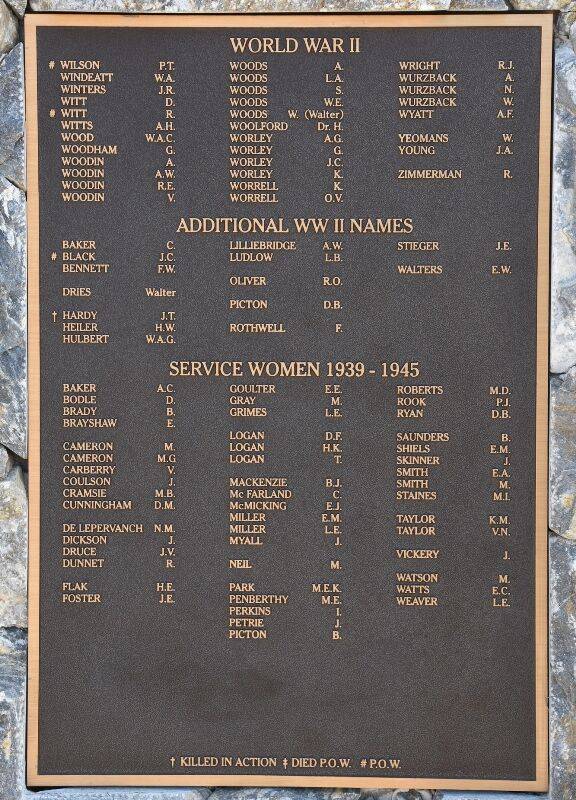 WORLD WAR II
# WILSON P.T.
WINDEATT W.A.
WINTERS J.R.
WITT D.
# WITT R.
WITTS A.H.
WOOD W.A.C.
WOODHAM G.
WOODIN A.
WOODIN A.W.
WOODIN R.E.
WOODIN V.
WOODS A.
WOODS L.A.
WOODS S.
WOODS W.E.
WOODS W. (Walter)
WOOLFORD Dr. H.
WORLEY A.G.
WORLEY G.
WORLEY J.C.
WORLEY K.
WORRELL K.
WORRELL O.V.
WRIGHT R.J.
WURZBACK A.
WURZBACK N.
WURZBACK W.
WYATT A.F.
YEOMANS W.
YOUNG J.A.
ZIMMERMAN R.
ADDITIONAL WW II NAMES
BAKER C.
# BLACK J.C.
BENNETT F.W.
DRIES Walter
† HARDY J.T.
HEILER H.W.
HULBERT W.A.G.
LILLIEBRIDGE A.W.
LUDLOW L.B.
OLIVER R.O.
PICTON D.B.
ROTHWELL F.
STIEGER J.E.
WALTERS E.W.
SERVICE WOMEN 1939 - 1945
BAKER A.C.
BODLE D.
BRADY B.
BRAYSHAW E.
CAMERON M.
CAMERON M.G
CARBERRY V.
COULSON J.
CRAMSIE M.B.
CUNNINGHAM D.M.
DE LEPERVANCH N.M.
DICKSON J.
DRUCE J.V.
DUNNET R.
FLAK H.E.
FOSTER J.E.
GOULTER E.E.
GRAY M.
GRIMES L.E.
LOGAN D.F.
LOGAN H.K.
LOGAN T.
MACKENZIE B.J.
Mc FARLAND C.
McMICKING E.J.
MILLER E.M.
MILLER L.E.
MYALL J.
NEIL M.
PARK M.E.K.
PENBERTHY M.E.
PERKINS I.
PETRIE J.
PICTON B.
ROBERTS M.D.
ROOK P.J.
RYAN D.B.
SAUNDERS B.
SHIELS E.M.
SKINNER J.
SMITH E.A.
SMITH M.
STAINES M.I.
TAYLOR K.M.
TAYLOR V.N.
VICKERY J.
WATSON M.
WATTS E.C.
WEAVER L.E.
† KILLED IN ACTION ‡ DIED P.O.W. # P.O.W.